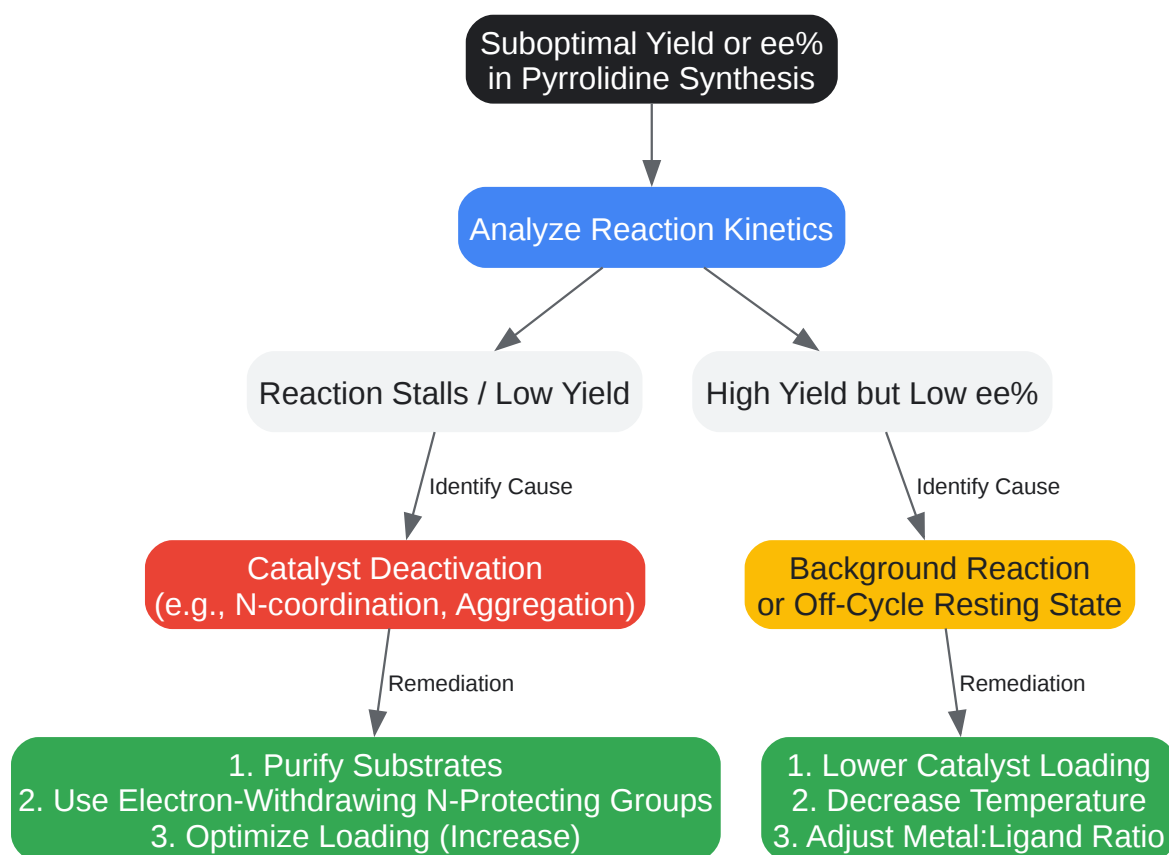 Suboptimal Yield or ee%
in Pyrrolidine Synthesis
Analyze Reaction Kinetics
Reaction Stalls / Low Yield
High Yield but Low ee%
Identify Cause
Identify Cause
Catalyst Deactivation
(e.g., N-coordination, Aggregation)
Background Reaction
or Off-Cycle Resting State
Remediation
Remediation
1. Purify Substrates
2. Use Electron-Withdrawing N-Protecting Groups
3. Optimize Loading (Increase)
1. Lower Catalyst Loading
2. Decrease Temperature
3. Adjust Metal:Ligand Ratio